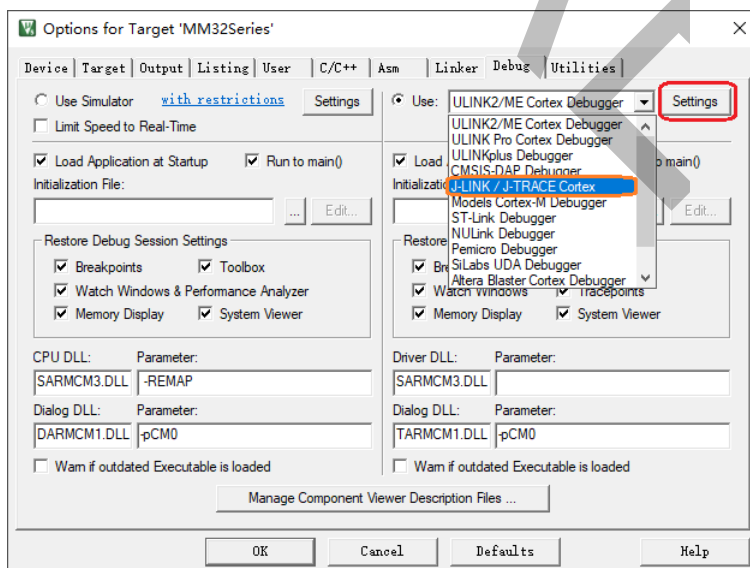 Options for Target 'MM32Series'
Device Target Output Listing User C/C++ Asm Linker Debug Utilities
Use Simulator with restrictions Settings
Limit Speed to Real-Time
Use: ULINK2/ME Cortex Debugger Settings
ULINK2/ME Cortex Debugger
ULINK Pro Cortex Debugger
ULINKplus Debugger
CMSIS-DAP Debugger
J-LINK / J-TRACE Cortex
Models Cortex-M Debugger
ST-Link Debugger
NULink Debugger
Pemicro Debugger
SiLabs UDA Debugger
Altera Blaster Cortex Debugger
Load Application at Startup Run to main()
Initialization File:
... Edit...
Restore Debug Session Settings
Breakpoints Toolbox
Watch Windows & Performance Analyzer
Memory Display System Viewer
main()
Edit...
Watch Windows Tracepoints
Memory Display System Viewer
CPU DLL: Parameter:
SARMCM3.DLL -REMAP
Dialog DLL: Parameter:
DARMCM1.DLL -pCM0
Warn if outdated Executable is loaded
Driver DLL: Parameter:
SARMCM3.DLL
Dialog DLL: Parameter:
TARMCM1.DLL -pCM0
Warn if outdated Executable is loaded
Manage Component Viewer Description Files ...
OK Cancel Defaults Help